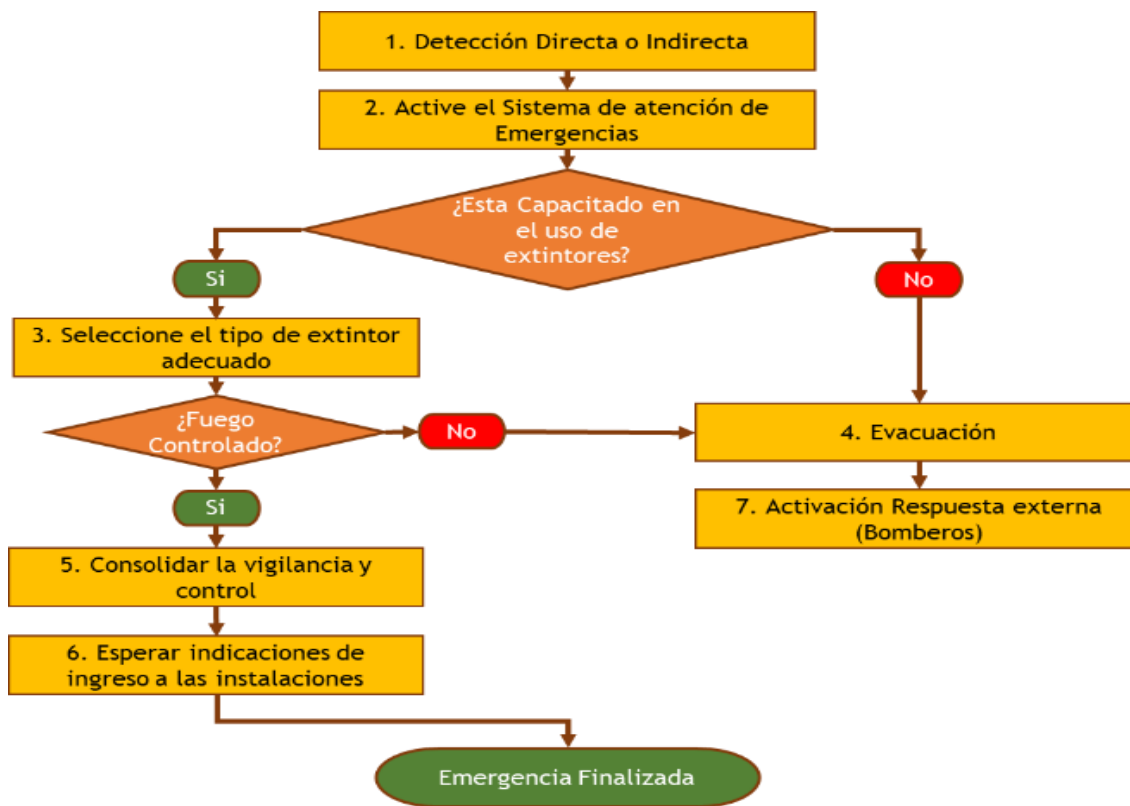 1. Detección Directa o Indirecta
2. Active el Sistema de atención de
Emergencias
¿Esta Capacitado en
el uso de
extintores?
Si
No
3. Seleccione el tipo de extintor
adecuado
¿Fuego
Controlado?
No
4. Evacuación
Si
7. Activación Respuesta externa
(Bomberos)
5. Consolidar la vigilancia y
control
6. Esperar indicaciones de
ingreso a las instalaciones
Emergencia Finalizada